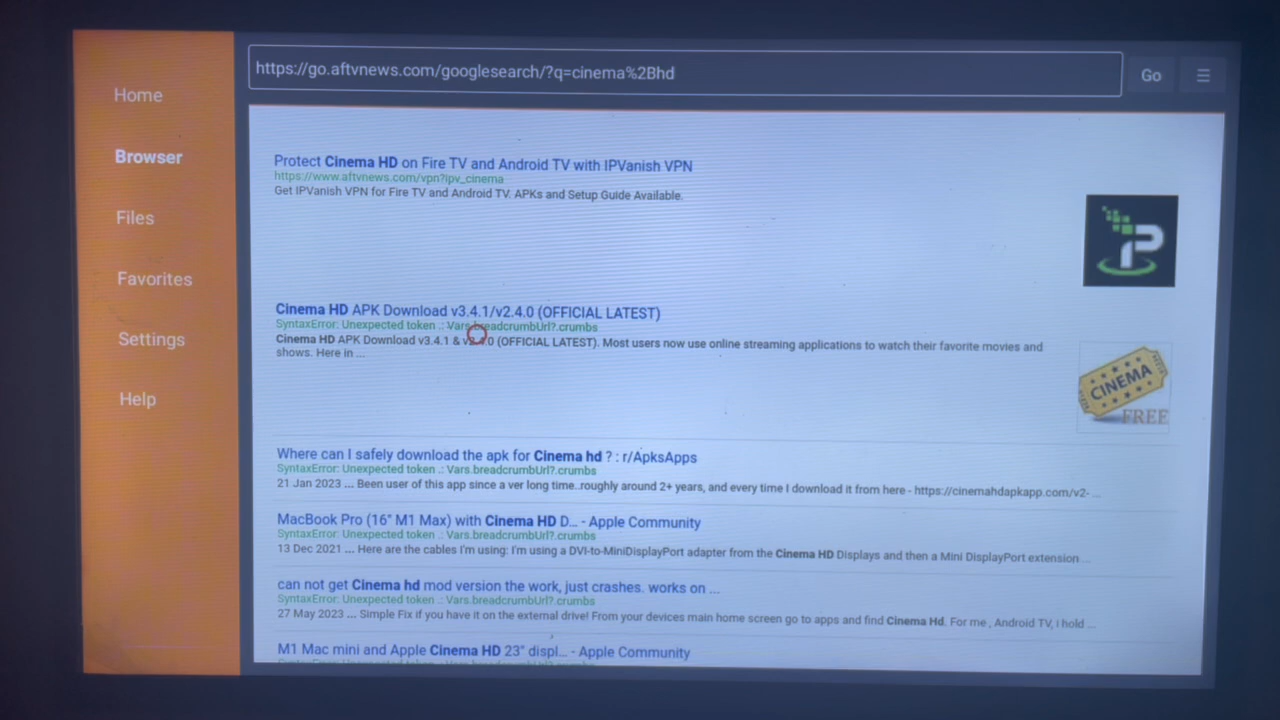 https://go.aftvnews.com/googlesearch/?q=cinema%2Bhd
Go
Home
Browser
Files
Favorites
Settings
Help
Protect Cinema HD on Fire TV and Android TV with IPVanish VPN
https://www.aftvnews.com/vpn?ipv_cinema
Get IPVanish VPN for Fire TV and Android TV. APKs and Setup Guide Available.
Cinema HD APK Download v3.4.1/v2.4.0 (OFFICIAL LATEST)
SyntaxError: Unexpected token .: Vars.breadcrumbUrl?.crumbs
Cinema HD APK Download v3.4.1 & v2.4.0 (OFFICIAL LATEST). Most users now use online streaming applications to watch their favorite movies and
shows. Here in ...
CINEMA
FREE
Where can I safely download the apk for Cinema hd ? : r/ApksApps
SyntaxError: Unexpected token .: Vars.breadcrumbUrl?.crumbs
21 Jan 2023 ... Been user of this app since a ver long time..roughly around 2+ years, and every time I download it from here - https://cinemahdapkapp.com/v2- ...
MacBook Pro (16" M1 Max) with Cinema HD D... - Apple Community
SyntaxError: Unexpected token .: Vars.breadcrumbUrl?.crumbs
13 Dec 2021 ... Here are the cables I'm using: I'm using a DVI-to-MiniDisplayPort adapter from the Cinema HD Displays and then a Mini DisplayPort extension ...
can not get Cinema hd mod version the work, just crashes. works on ...
SyntaxError: Unexpected token .: Vars.breadcrumbUrl?.crumbs
27 May 2023 ... Simple Fix if you have it on the external drive! From your devices main home screen go to apps and find Cinema Hd. For me , Android TV, i hold ...
M1 Mac mini and Apple Cinema HD 23" displ... - Apple Community
SyntaxError: Unexpected token .: Vars.breadcrumbUrl?.crumbs